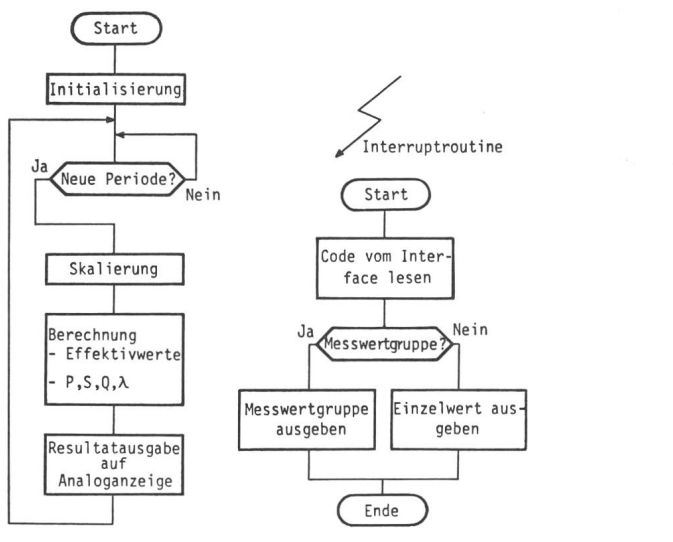 Start
Initialisierung
Ja
Neue Periode?
Nein
Skalierung
Berechnung
- Effektivwerte
- P,S,Q,λ
Resultatausgabe
auf
Analoganzeige
Interruptroutine
Start
Code vom Inter-
face lesen
Ja
Messwertgruppe?
Nein
Messwertgruppe
ausgeben
Einzelwert aus-
geben
Ende